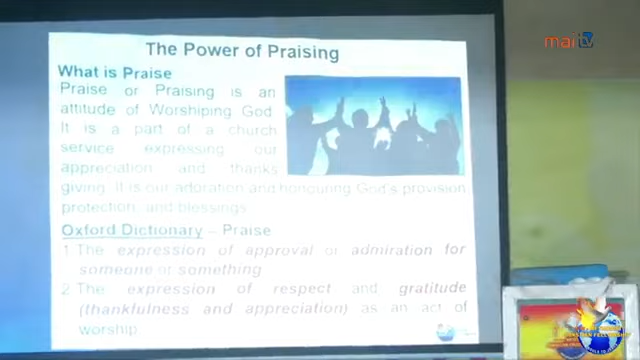 mai tv
The Power of Praising
What is Praise
Praise or Praising is an
attitude of Worshiping God.
It is a part of a church
service expressing our
appreciation and thanks
giving. It is our adoration and honouring God's provision
protection, and blessings.
Oxford Dictionary – Praise
1 The expression of approval or admiration for
someone or something
2 The expression of respect and gratitude
(thankfulness and appreciation) as an act of
worship